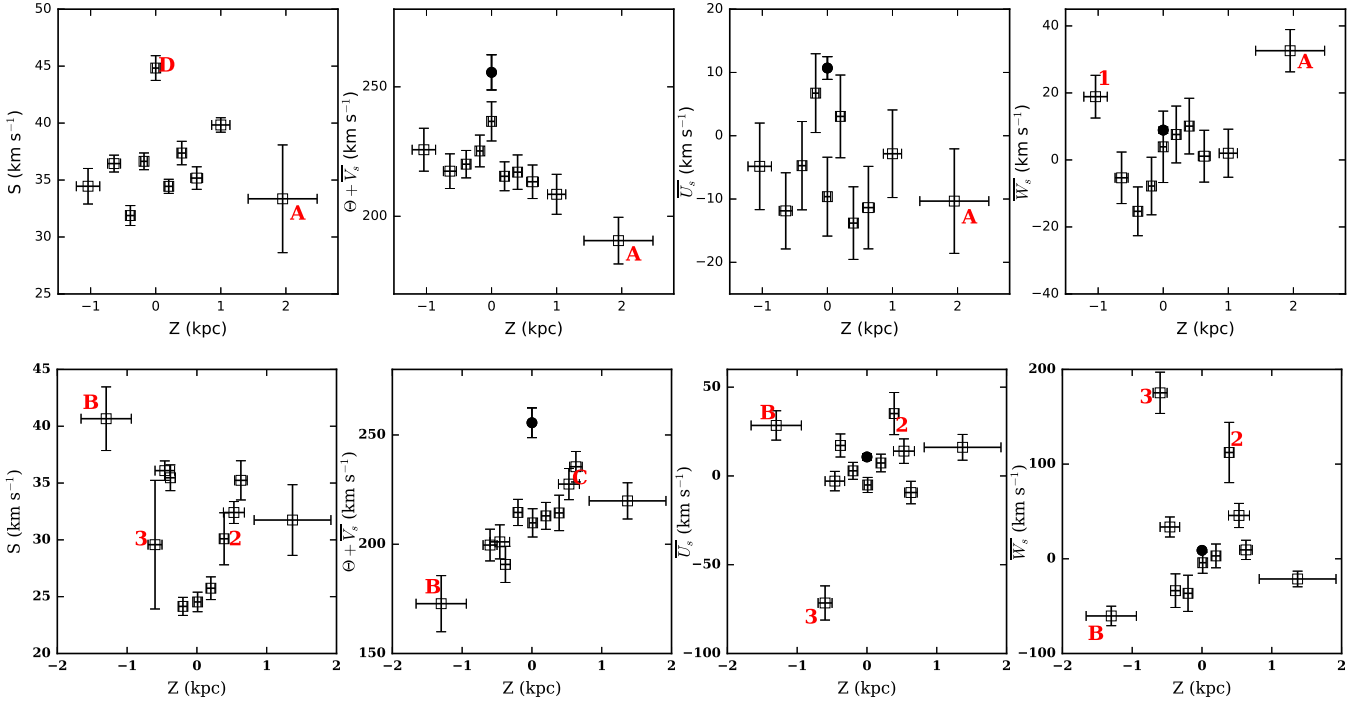 50
45
40
35
30
25
S (km s⁻¹)
D
A
−1 0 1 2
Z (kpc)
250
200
Θ + V̅ₛ (km s⁻¹)
A
−1 0 1 2
Z (kpc)
20
10
0
−10
−20
U̅ₛ (km s⁻¹)
A
−1 0 1 2
Z (kpc)
40
20
0
−20
−40
W̅ₛ (km s⁻¹)
1
A
−1 0 1 2
Z (kpc)
45
40
35
30
25
20
S (km s⁻¹)
B
3
2
−2 −1 0 1 2
Z (kpc)
300
250
200
150
Θ + V̅ₛ (km s⁻¹)
C
B
−2 −1 0 1 2
Z (kpc)
50
0
−50
−100
U̅ₛ (km s⁻¹)
B
2
3
−2 −1 0 1 2
Z (kpc)
200
100
0
−100
W̅ₛ (km s⁻¹)
3
2
B
−2 −1 0 1 2
Z (kpc)